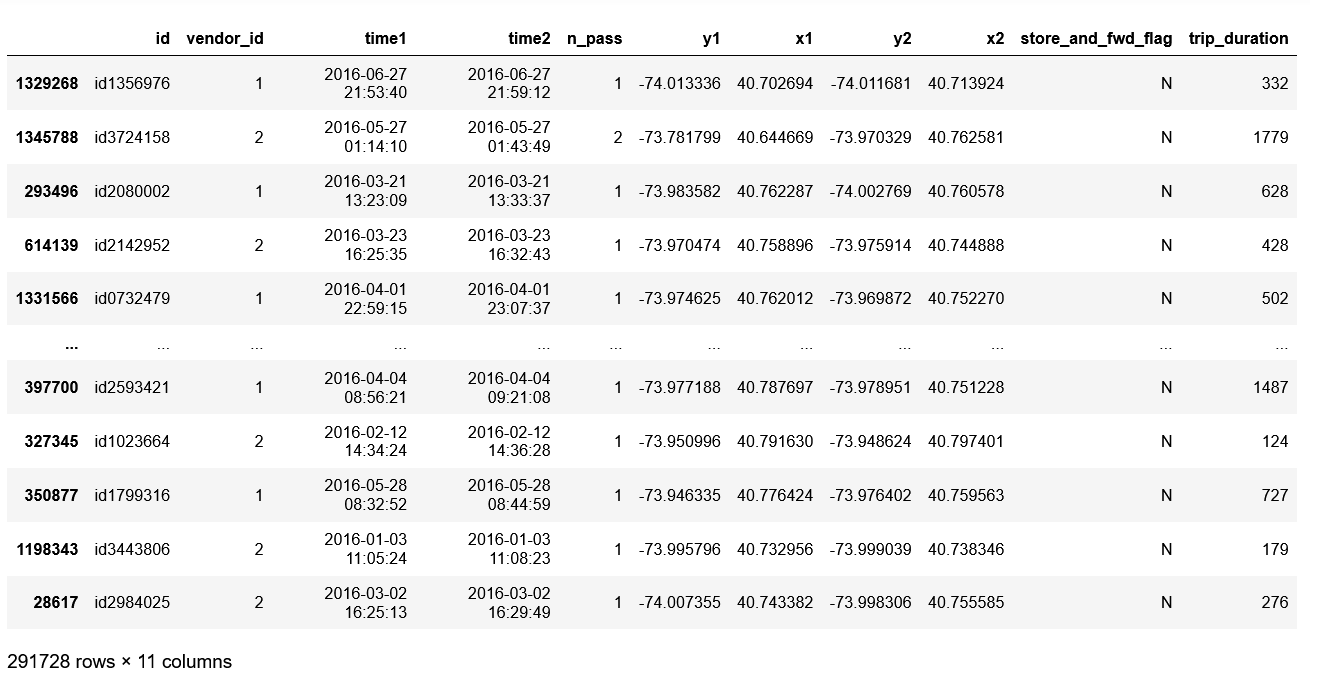 id vendor_id time1 time2 n_pass y1 x1 y2 x2 store_and_fwd_flag trip_duration
1329268 id1356976 1 2016-06-27 21:53:40 2016-06-27 21:59:12 1 -74.013336 40.702694 -74.011681 40.713924 N 332
1345788 id3724158 2 2016-05-27 01:14:10 2016-05-27 01:43:49 2 -73.781799 40.644669 -73.970329 40.762581 N 1779
293496 id2080002 1 2016-03-21 13:23:09 2016-03-21 13:33:37 1 -73.983582 40.762287 -74.002769 40.760578 N 628
614139 id2142952 2 2016-03-23 16:25:35 2016-03-23 16:32:43 1 -73.970474 40.758896 -73.975914 40.744888 N 428
1331566 id0732479 1 2016-04-01 22:59:15 2016-04-01 23:07:37 1 -73.974625 40.762012 -73.969872 40.752270 N 502
... ... ... ... ... ... ... ... ... ... ... ...
397700 id2593421 1 2016-04-04 08:56:21 2016-04-04 09:21:08 1 -73.977188 40.787697 -73.978951 40.751228 N 1487
327345 id1023664 2 2016-02-12 14:34:24 2016-02-12 14:36:28 1 -73.950996 40.791630 -73.948624 40.797401 N 124
350877 id1799316 1 2016-05-28 08:32:52 2016-05-28 08:44:59 1 -73.946335 40.776424 -73.976402 40.759563 N 727
1198343 id3443806 2 2016-01-03 11:05:24 2016-01-03 11:08:23 1 -73.995796 40.732956 -73.999039 40.738346 N 179
28617 id2984025 2 2016-03-02 16:25:13 2016-03-02 16:29:49 1 -74.007355 40.743382 -73.998306 40.755585 N 276
291728 rows × 11 columns